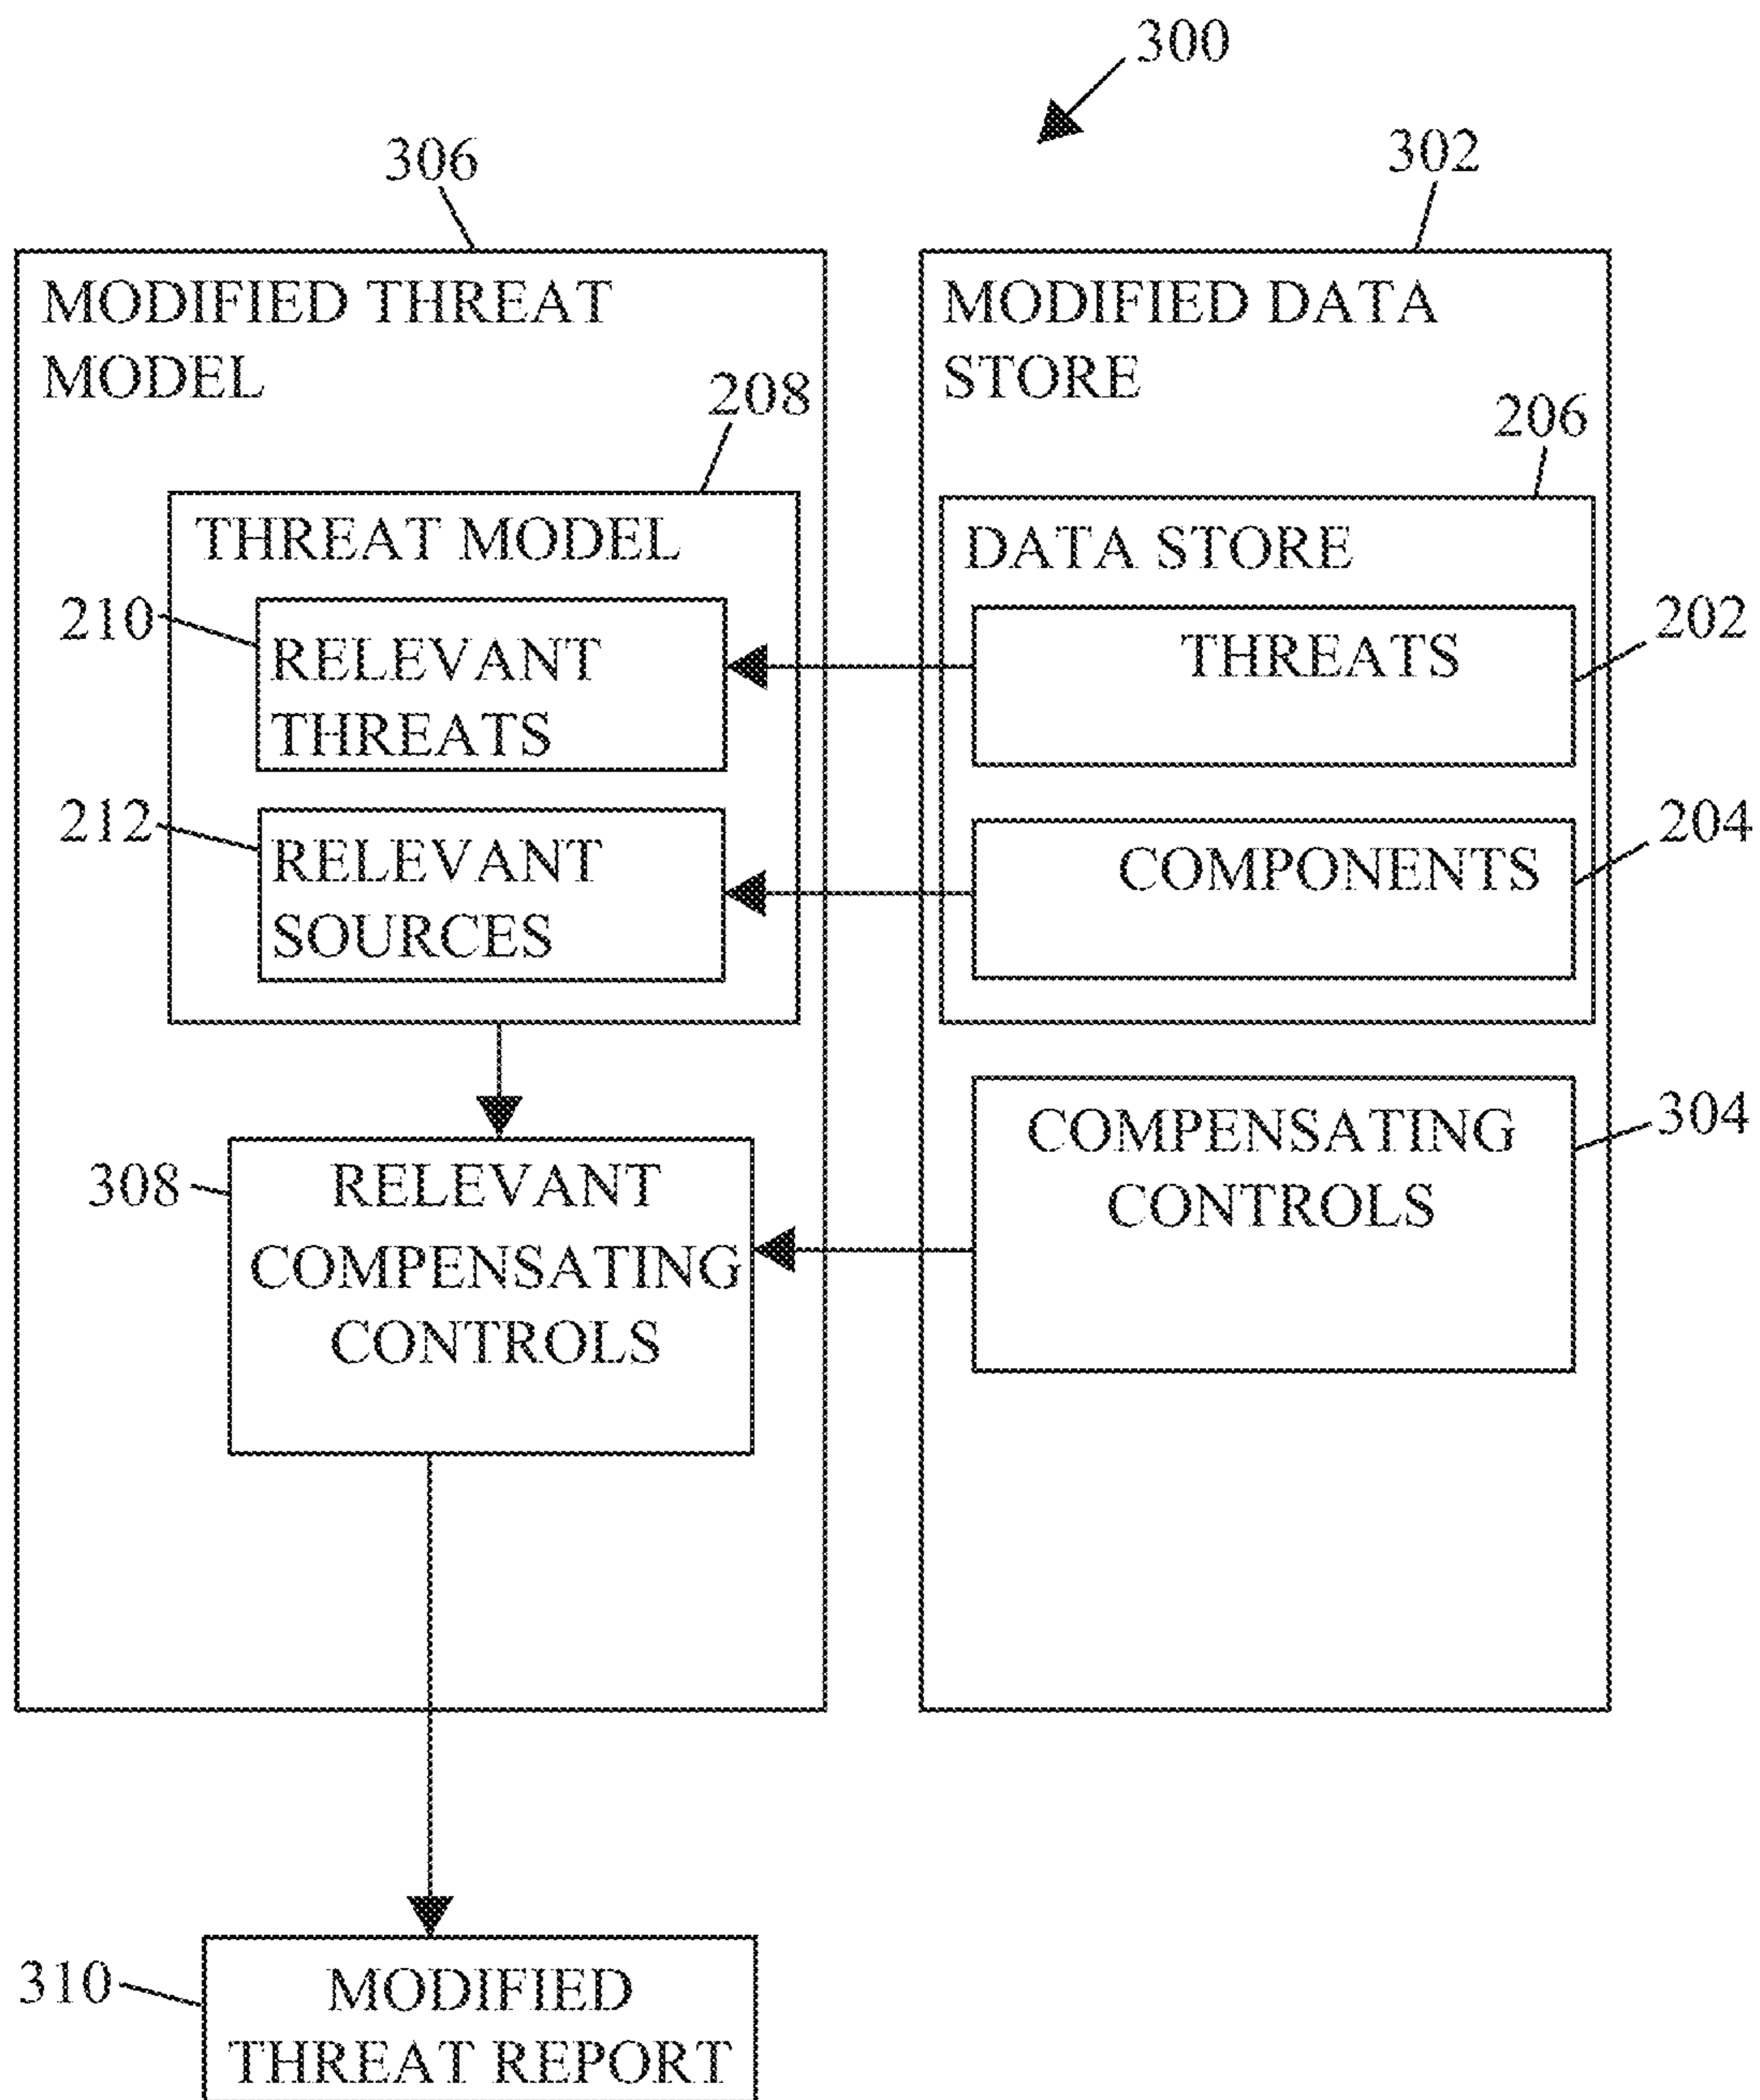 300
306
302
MODIFIED THREAT
MODEL
MODIFIED DATA
STORE
208
206
THREAT MODEL
DATA STORE
210
RELEVANT
THREATS
THREATS
202
212
RELEVANT
SOURCES
COMPONENTS
204
308
RELEVANT
COMPENSATING
CONTROLS
COMPENSATING
CONTROLS
304
310
MODIFIED
THREAT REPORT